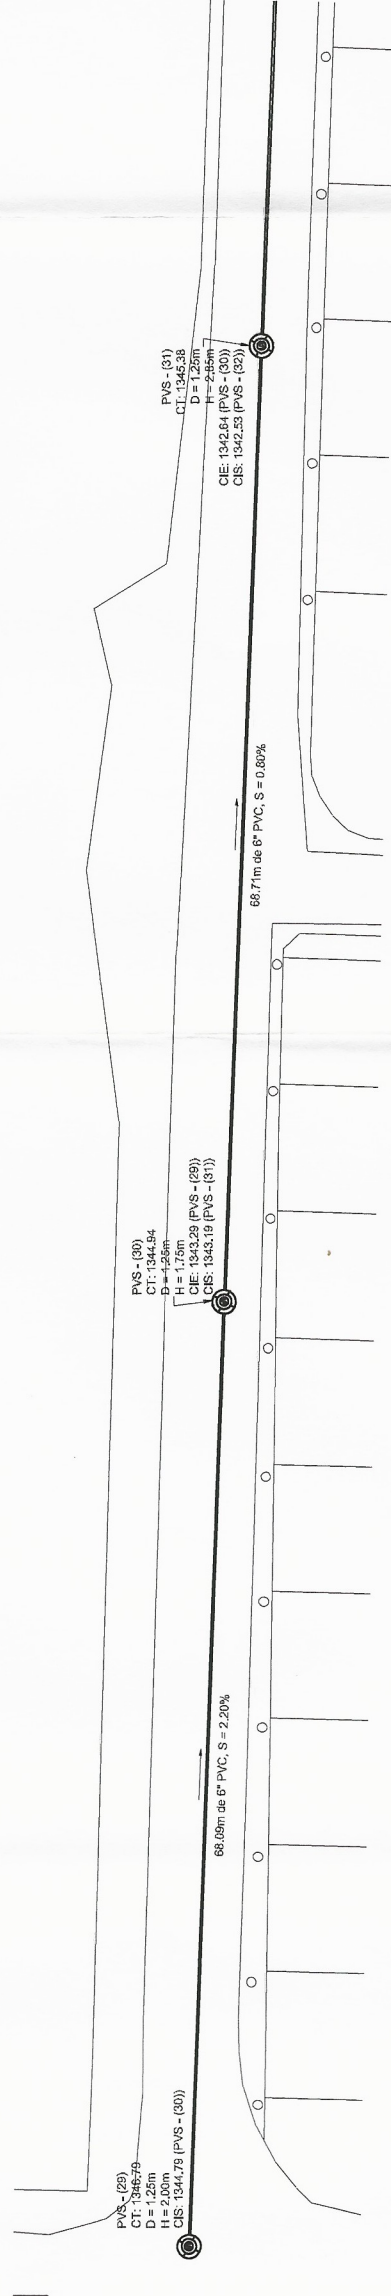 PVS - (31)
CT: 1345.38
D = 1.25m
H = 2.85m
CIE: 1342.64 (PVS - (30))
CIS: 1342.53 (PVS - (32))
68.71m de 6" PVC, S = 0.80%
PVS - (30)
CT: 1344.94
D = 1.25m
H = 1.75m
CIE: 1343.29 (PVS - (29))
CIS: 1343.19 (PVS - (31))
68.09m de 6" PVC, S = 2.20%
PVS - (29)
CT: 1346.79
D = 1.25m
H = 2.00m
CIS: 1344.79 (PVS - (30))